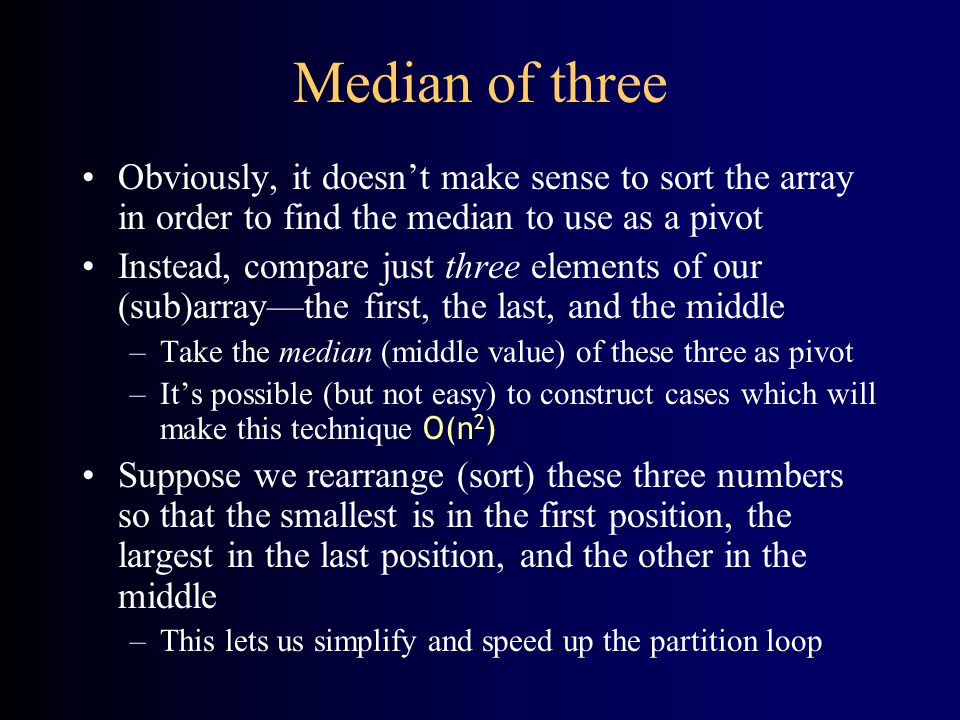 Median of three
• Obviously, it doesn’t make sense to sort the array
in order to find the median to use as a pivot
• Instead, compare just three elements of our
(sub)array—the first, the last, and the middle
– Take the median (middle value) of these three as pivot
– It’s possible (but not easy) to construct cases which will
make this technique O(n²)
• Suppose we rearrange (sort) these three numbers
so that the smallest is in the first position, the
largest in the last position, and the other in the
middle
– This lets us simplify and speed up the partition loop